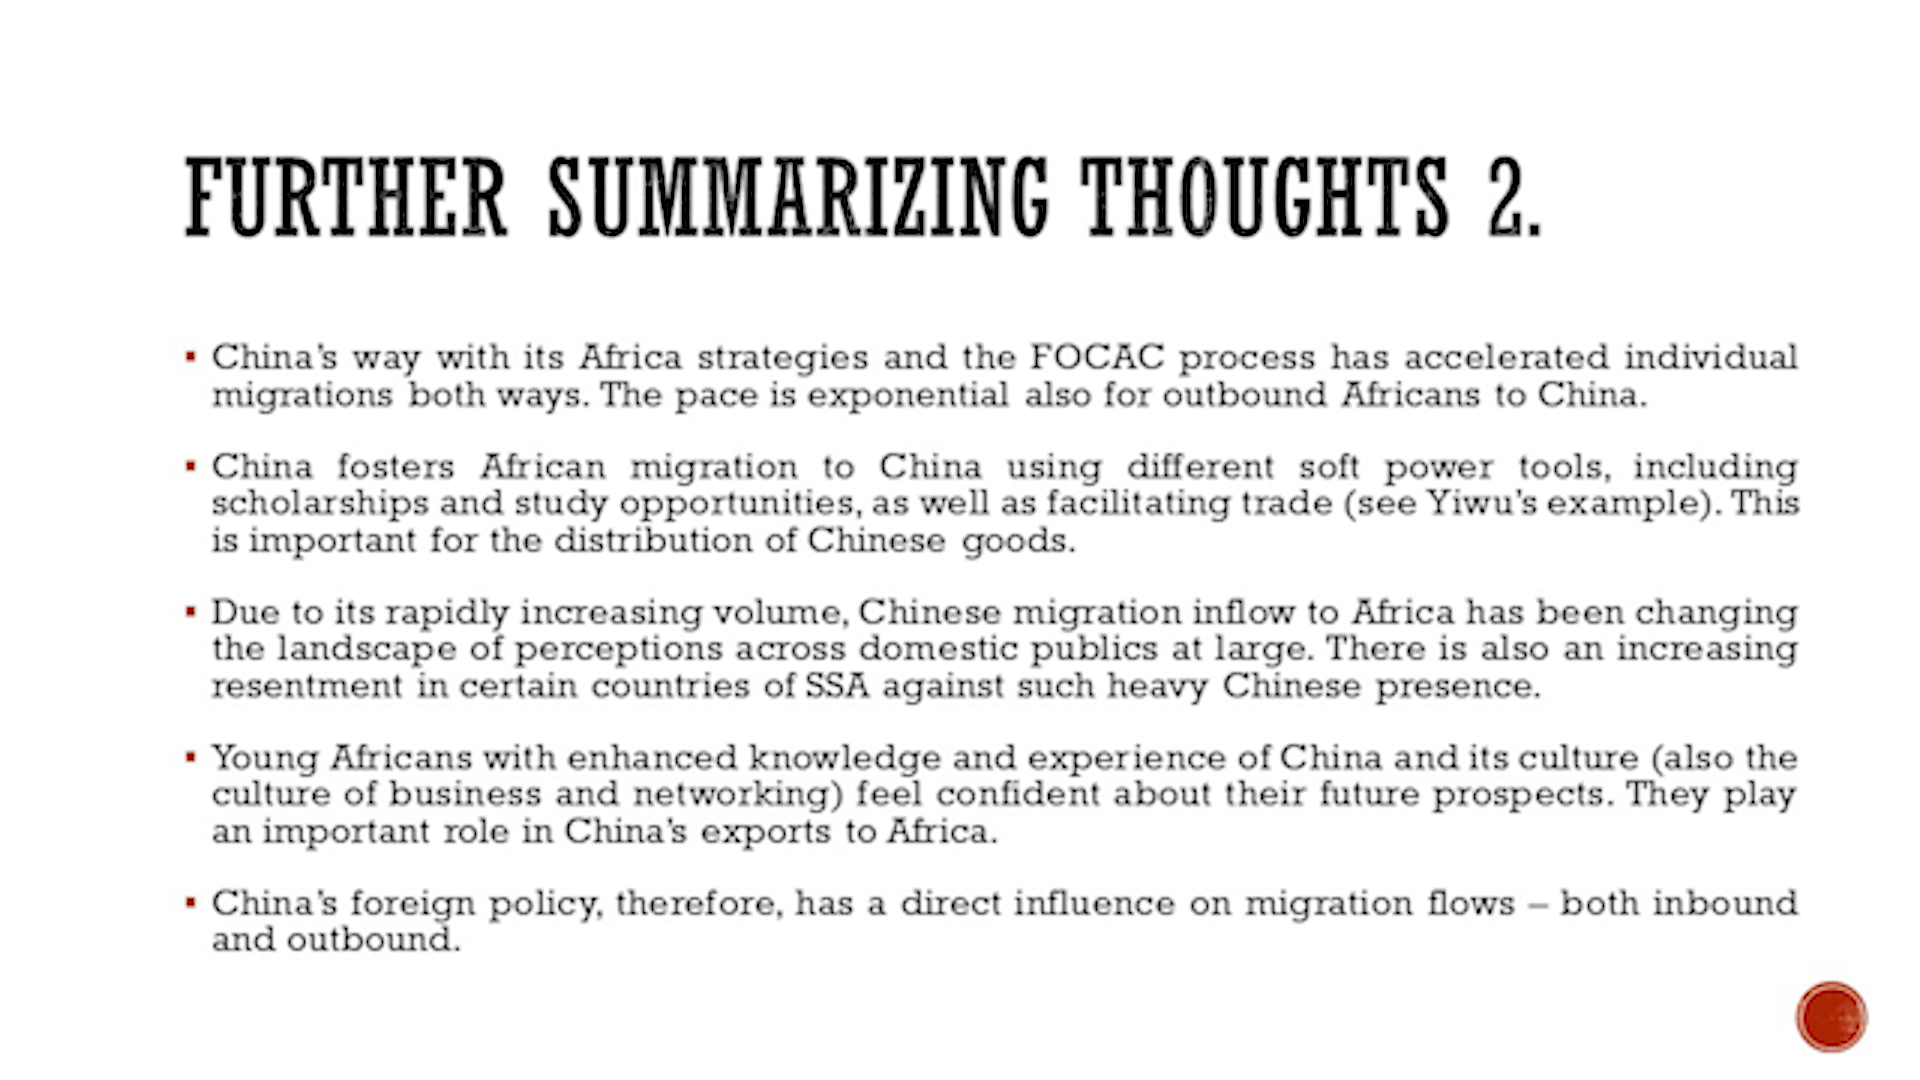 FURTHER SUMMARIZING THOUGHTS 2.
▪ China's way with its Africa strategies and the FOCAC process has accelerated individual
migrations both ways. The pace is exponential also for outbound Africans to China.
▪ China fosters African migration to China using different soft power tools, including
scholarships and study opportunities, as well as facilitating trade (see Yiwu's example). This
is important for the distribution of Chinese goods.
▪ Due to its rapidly increasing volume, Chinese migration inflow to Africa has been changing
the landscape of perceptions across domestic publics at large. There is also an increasing
resentment in certain countries of SSA against such heavy Chinese presence.
▪ Young Africans with enhanced knowledge and experience of China and its culture (also the
culture of business and networking) feel confident about their future prospects. They play
an important role in China's exports to Africa.
▪ China's foreign policy, therefore, has a direct influence on migration flows – both inbound
and outbound.